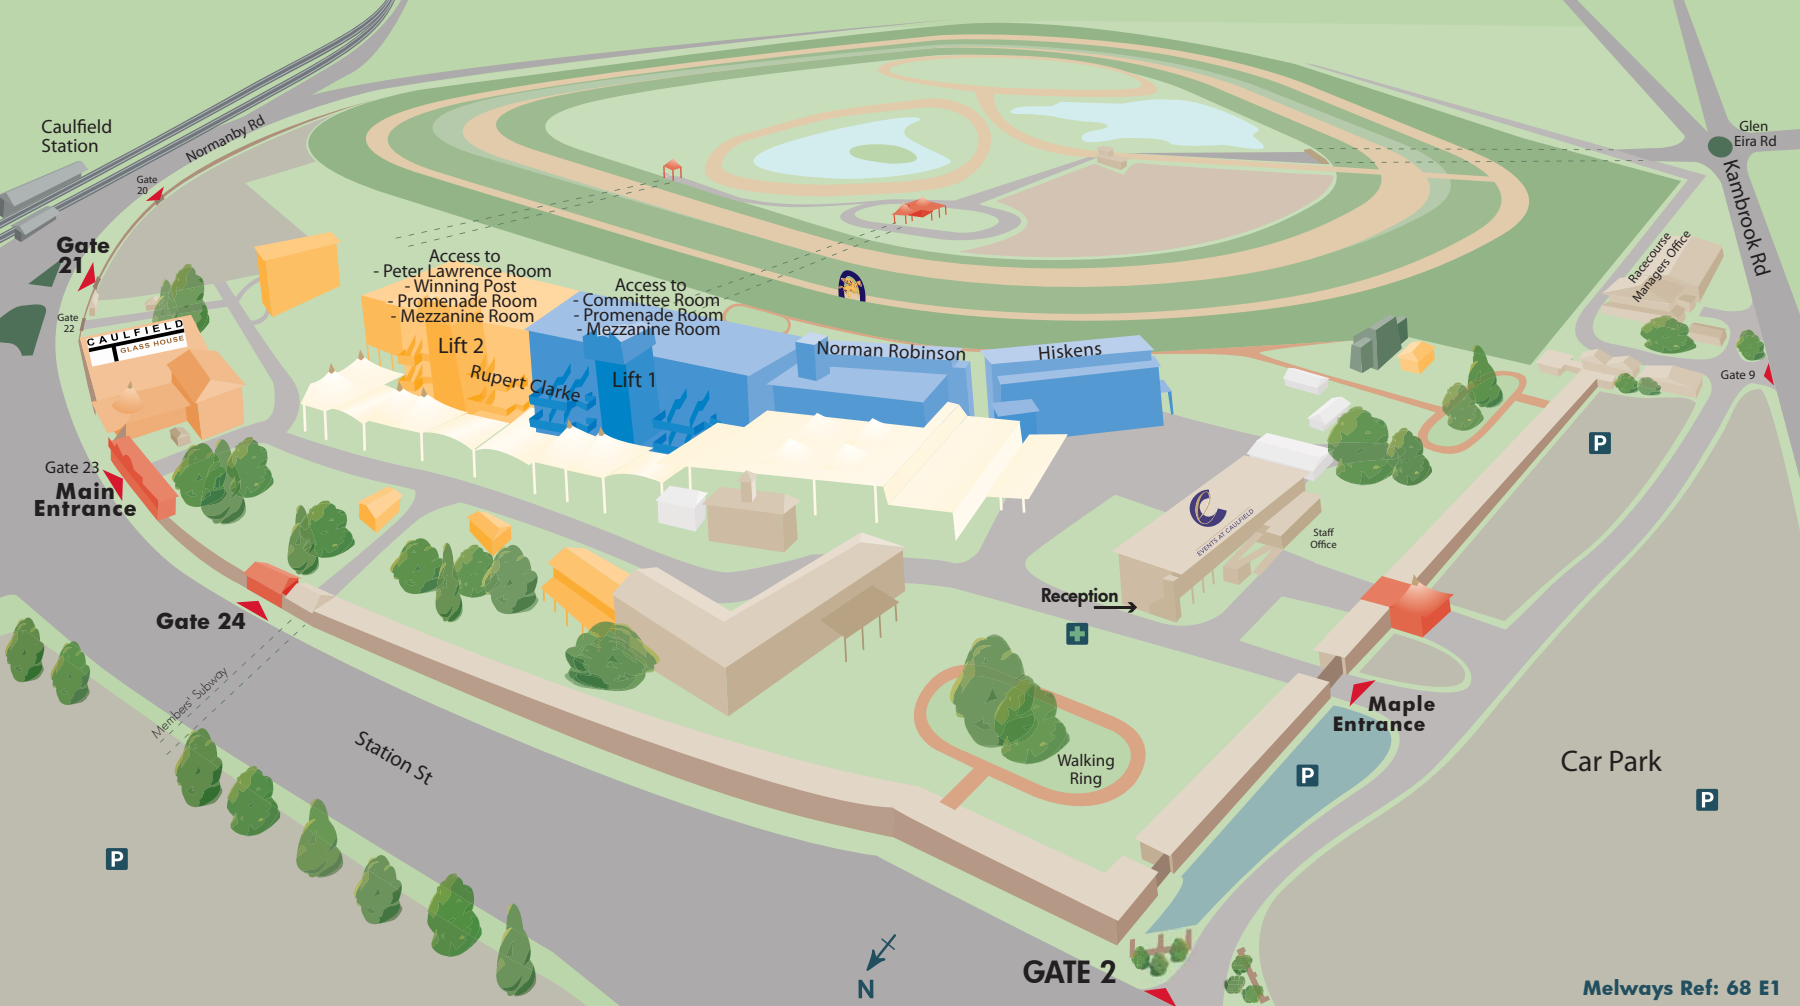 Caulfield
Station
Normanby Rd
Gate
20
Gate
21
Gate
22
CAULFIELD
GLASS HOUSE
Gate 23
Main
Entrance
Gate 24
Members' Subway
Station St
Access to
- Peter Lawrence Room
- Winning Post
- Promenade Room
- Mezzanine Room
Lift 2
Access to
- Committee Room
- Promenade Room
- Mezzanine Room
Rupert Clarke
Lift 1
Norman Robinson
Hiskens
Glen
Eira Rd
Kambrook Rd
Racecourse
Managers Office
Gate 9
P
EVENTS AT CAULFIELD
Staff
Office
Reception
Maple
Entrance
Walking
Ring
P
Car Park
P
P
N
GATE 2
Melways Ref: 68 E1